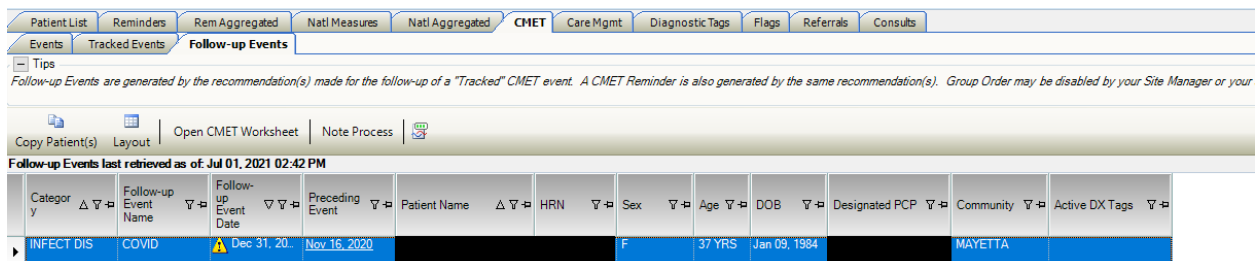 Patient List Reminders Rem Aggregated Natl Measures Natl Aggregated CMET Care Mgmt Diagnostic Tags Flags Referrals Consults
Events Tracked Events Follow-up Events
Tips
Follow-up Events are generated by the recommendation(s) made for the follow-up of a "Tracked" CMET event. A CMET Reminder is also generated by the same recommendation(s). Group Order may be disabled by your Site Manager or your
Copy Patient(s) Layout Open CMET Worksheet Note Process
Follow-up Events last retrieved as of: Jul 01, 2021 02:42 PM
Category Follow-up Event Name Follow-up Event Date Preceding Event Patient Name HRN Sex Age DOB Designated PCP Community Active DX Tags
INFECT DIS COVID Dec 31, 20... Nov 16, 2020 F 37 YRS Jan 09, 1984 MAYETTA